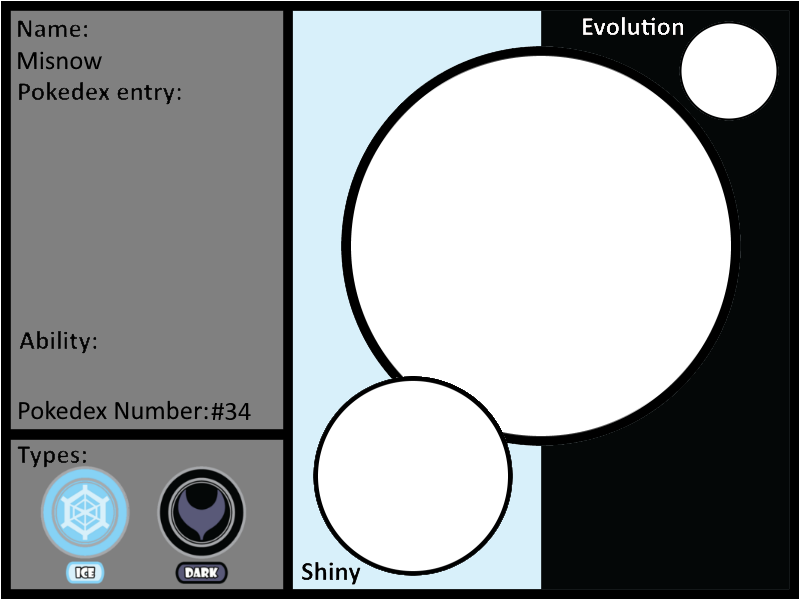 Name:
Misnow
Pokedex entry:
Ability:
Pokedex Number:#34
Types:
ICE
DARK
Evolution
Shiny